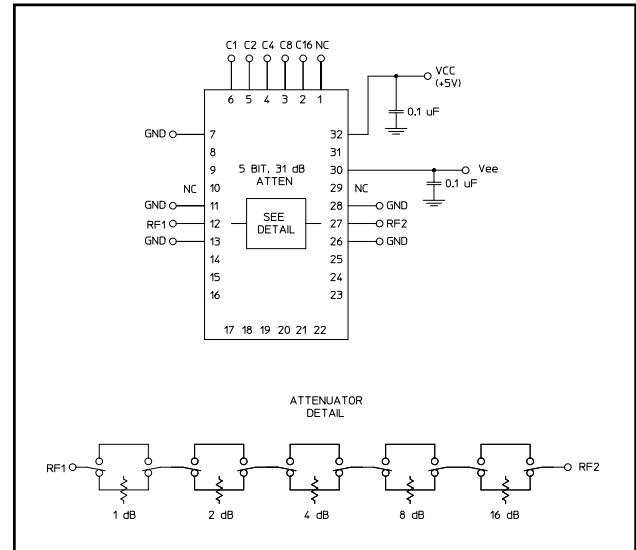 C1 C2 C4 C8 C16 NC
6 5 4 3 2 1
VCC
(+5V)
0.1 uF
GND 7 32
8 31
9 30 Vee
5 BIT, 31 dB
ATTEN
0.1 uF
NC 10 29 NC
GND 11 28 GND
RF1 12 27 RF2
SEE
DETAIL
GND 13 26 GND
14 25
15 24
16 23
17 18 19 20 21 22
ATTENUATOR
DETAIL
RF1 RF2
1 dB 2 dB 4 dB 8 dB 16 dB